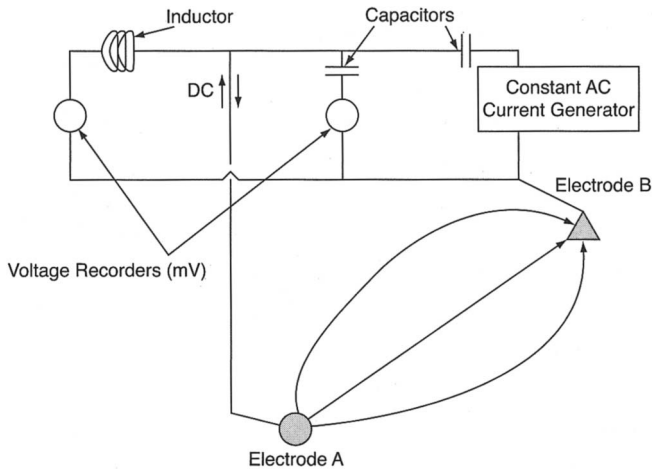 Inductor
Capacitors
DC
Constant AC
Current Generator
Electrode B
Voltage Recorders (mV)
Electrode A